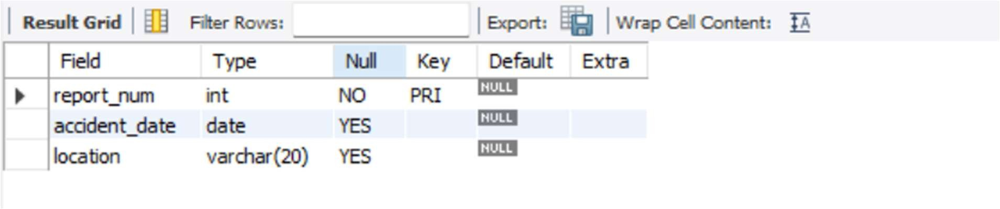 Result Grid Filter Rows: Export: Wrap Cell Content: A
Field Type Null Key Default Extra
report_num int NO PRI NULL
accident_date date YES NULL
location varchar(20) YES NULL